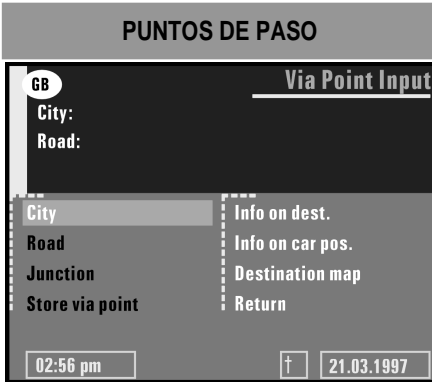 PUNTOS DE PASO
GB
Via Point Input
City:
Road:
City
Road
Junction
Store via point
Info on dest.
Info on car pos.
Destination map
Return
02:56 pm
†
21.03.1997